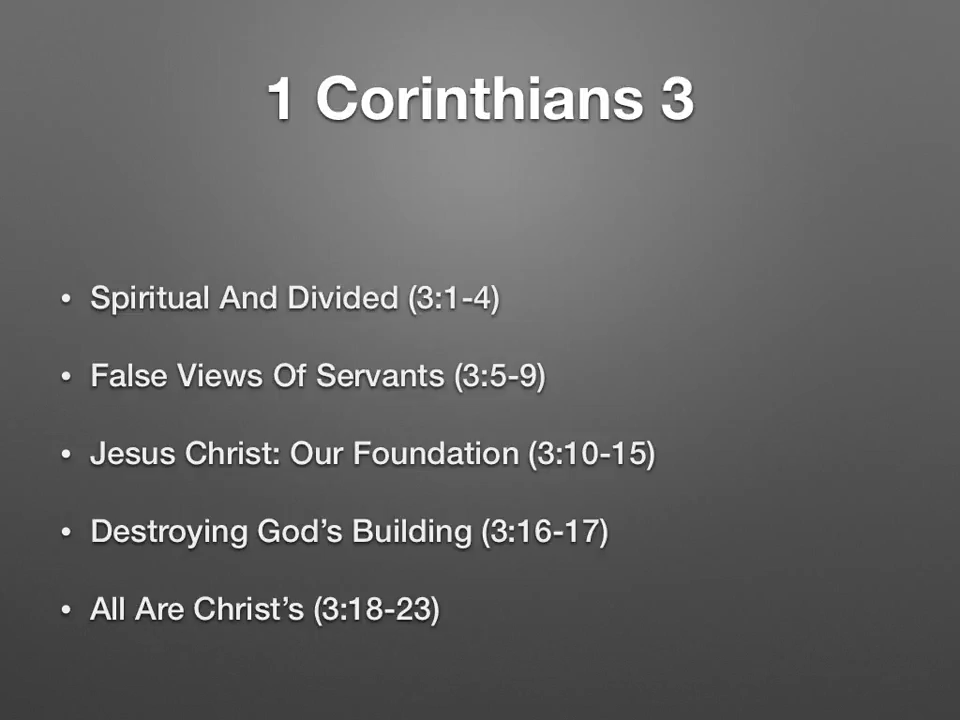 1 Corinthians 3
• Spiritual And Divided (3:1-4)
• False Views Of Servants (3:5-9)
• Jesus Christ: Our Foundation (3:10-15)
• Destroying God’s Building (3:16-17)
• All Are Christ’s (3:18-23)